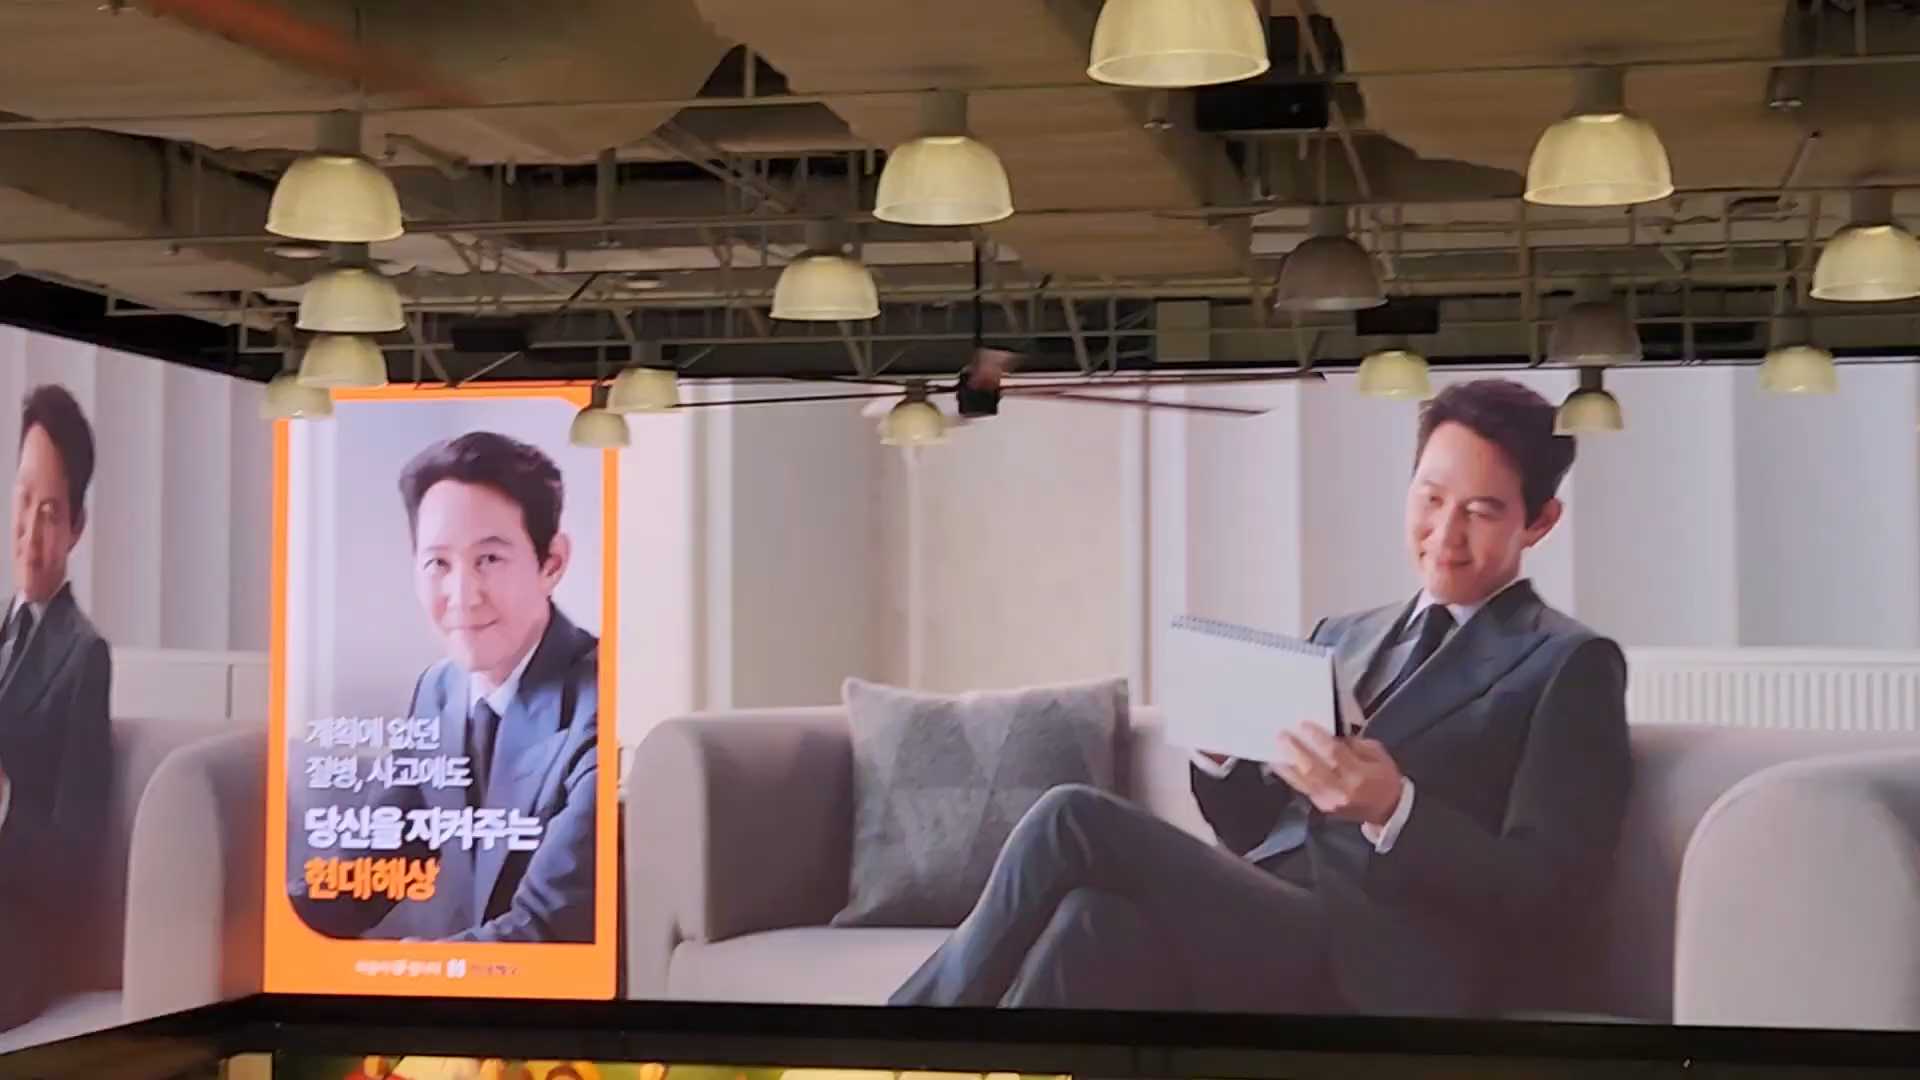 계획에 없던
질병, 사고에도
당신을 지켜주는
현대해상